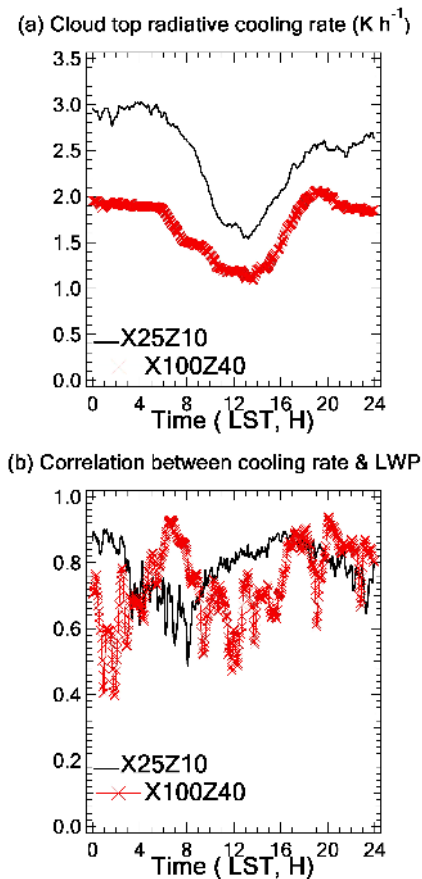 (a) Cloud top radiative cooling rate (K h⁻¹)
3.5
3.0
2.5
2.0
1.5
1.0
0.5
0.0
X25Z10
X100Z40
0 4 8 12 16 20 24
Time ( LST, H)
(b) Correlation between cooling rate & LWP
1.0
0.8
0.6
0.4
0.2
0.0
X25Z10
X100Z40
0 4 8 12 16 20 24
Time ( LST, H)